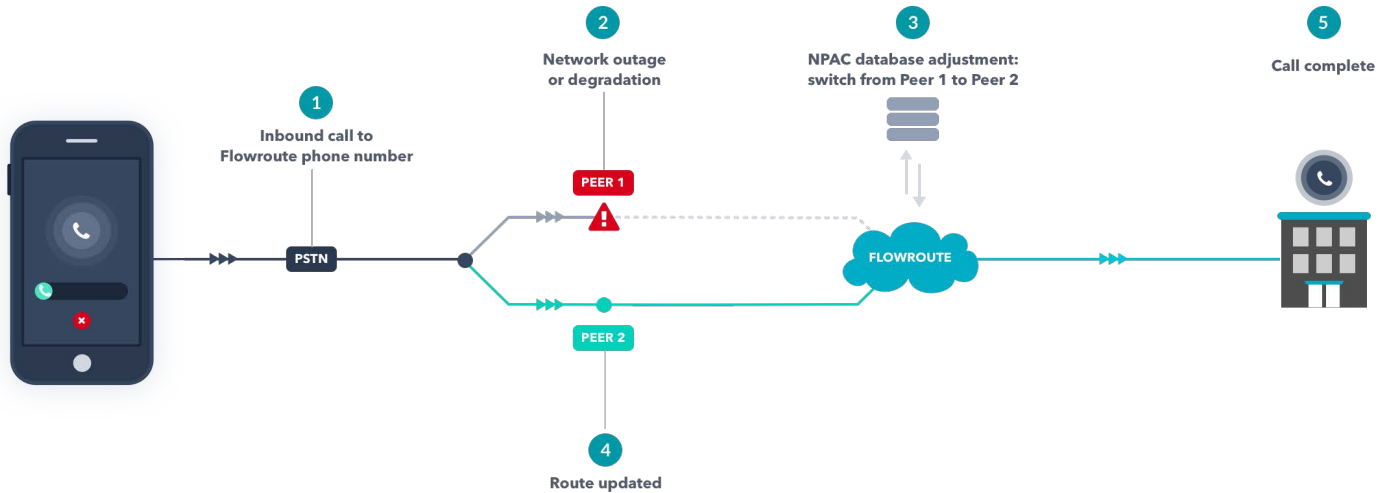 1
Inbound call to
Flowroute phone number
PSTN
2
Network outage
or degradation
PEER 1
3
NPAC database adjustment:
switch from Peer 1 to Peer 2
FLOWROUTE
PEER 2
4
Route updated
5
Call complete